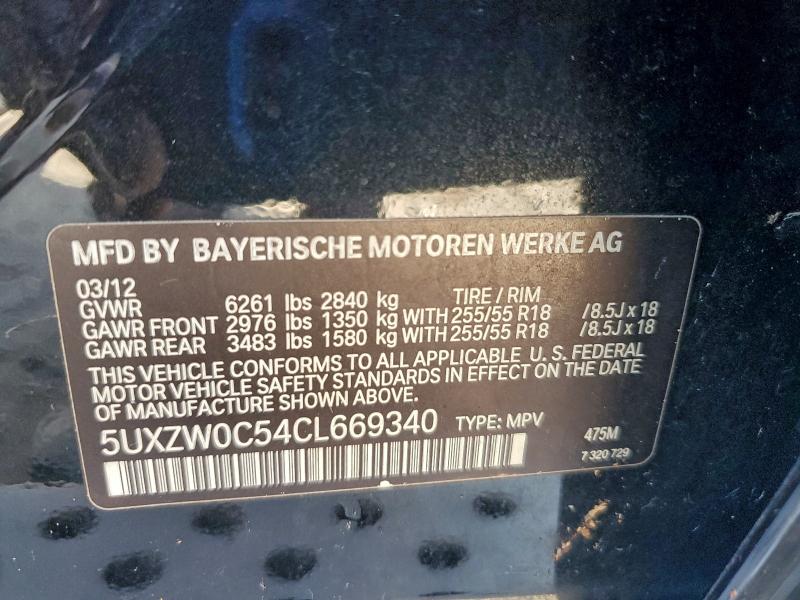 MFD BY BAYERISCHE MOTOREN WERKE AG
03/12 TIRE / RIM
GVWR 6261 lbs 2840 kg
GAWR FRONT 2976 lbs 1350 kg WITH 255/55 R18 /8.5J x 18
GAWR REAR 3483 lbs 1580 kg WITH 255/55 R18 /8.5J x 18
THIS VEHICLE CONFORMS TO ALL APPLICABLE U. S. FEDERAL
MOTOR VEHICLE SAFETY STANDARDS IN EFFECT ON THE DATE
OF MANUFACTURE SHOWN ABOVE.
5UXZW0C54CL669340 TYPE: MPV 475M
7 320 729